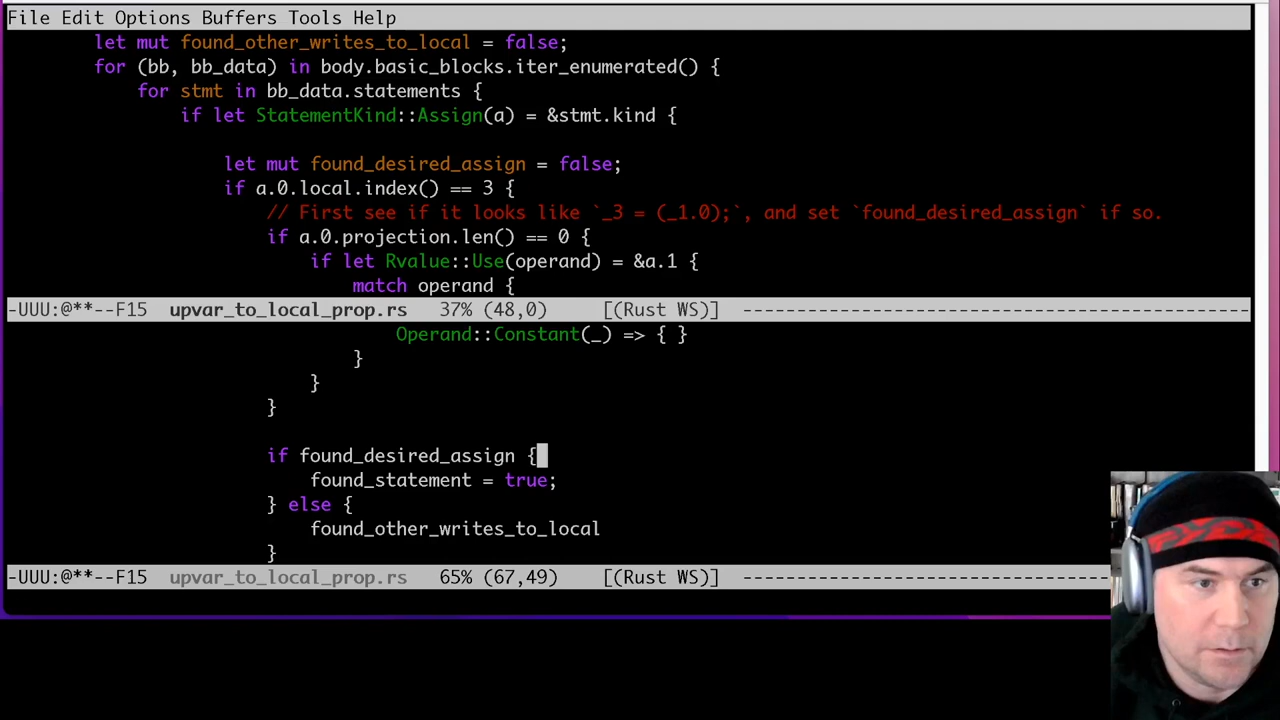 File Edit Options Buffers Tools Help
let mut found_other_writes_to_local = false;
for (bb, bb_data) in body.basic_blocks.iter_enumerated() {
for stmt in bb_data.statements {
if let StatementKind::Assign(a) = &stmt.kind {
let mut found_desired_assign = false;
if a.0.local.index() == 3 {
// First see if it looks like `_3 = (_1.0);`, and set `found_desired_assign` if so.
if a.0.projection.len() == 0 {
if let Rvalue::Use(operand) = &a.1 {
match operand {
-UUU:@**--F15 upvar_to_local_prop.rs 37% (48,0) [(Rust WS)] -----------------------------------------------
Operand::Constant(_) => { }
}
}
}
if found_desired_assign {
found_statement = true;
} else {
found_other_writes_to_local
}
-UUU:@**--F15 upvar_to_local_prop.rs 65% (67,49) [(Rust WS)] ----------------------------------